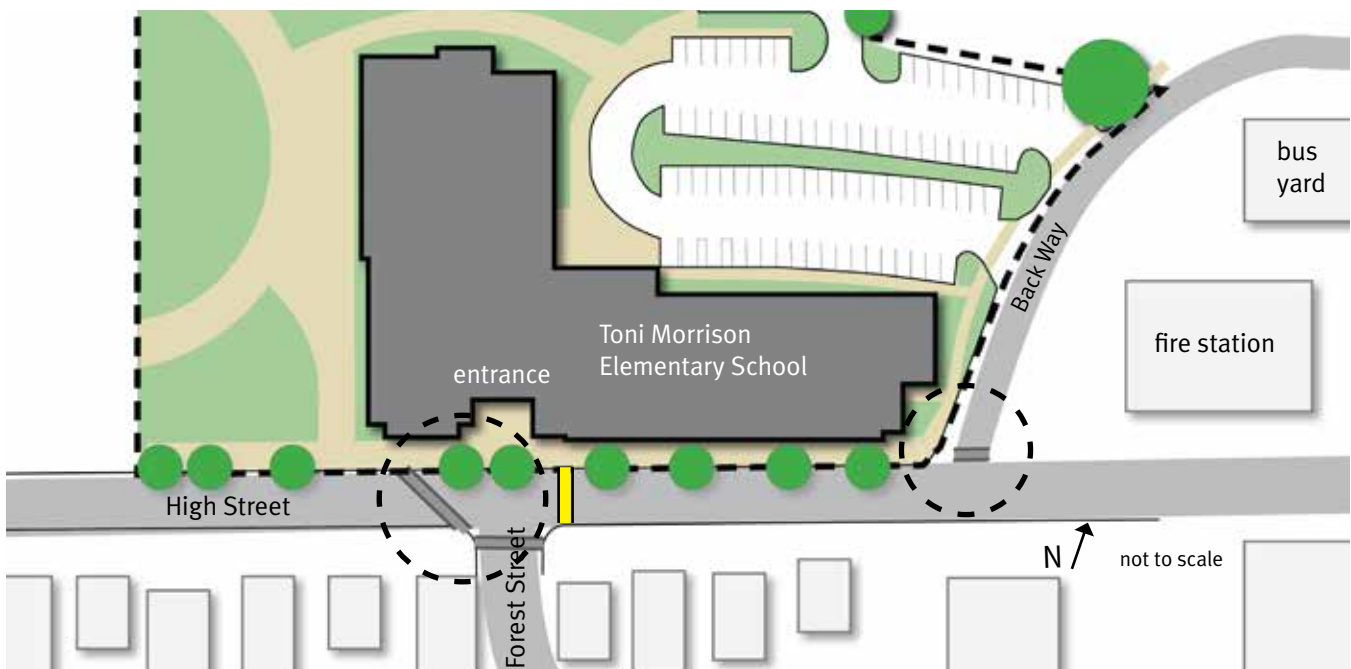 bus
yard
Back Way
fire station
Toni Morrison
Elementary School
entrance
High Street
Forest Street
N
not to scale